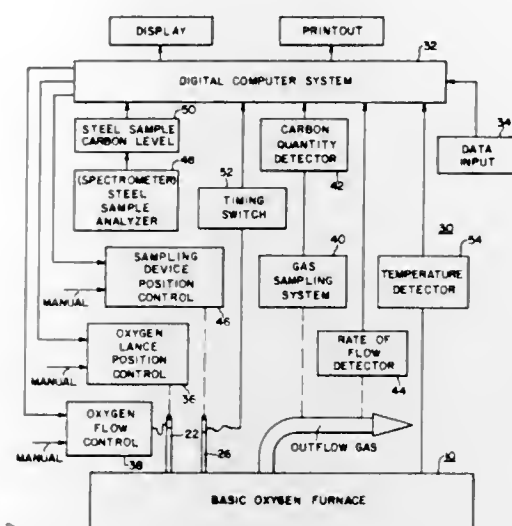 DISPLAY
PRINTOUT
32
DIGITAL COMPUTER SYSTEM
50
STEEL SAMPLE
CARBON LEVEL
48
(SPECTROMETER)
STEEL
SAMPLE
ANALYZER
52
TIMING
SWITCH
CARBON
QUANTITY
DETECTOR
42
34
DATA
INPUT
30
40
GAS
SAMPLING
SYSTEM
54
TEMPERATURE
DETECTOR
SAMPLING
DEVICE
POSITION
CONTROL
MANUAL
46
RATE OF
FLOW
DETECTOR
44
OXYGEN
LANCE
POSITION
CONTROL
MANUAL
36
OXYGEN
FLOW
CONTROL
MANUAL
38
22
26
OUTFLOW GAS
10
BASIC OXYGEN FURNACE